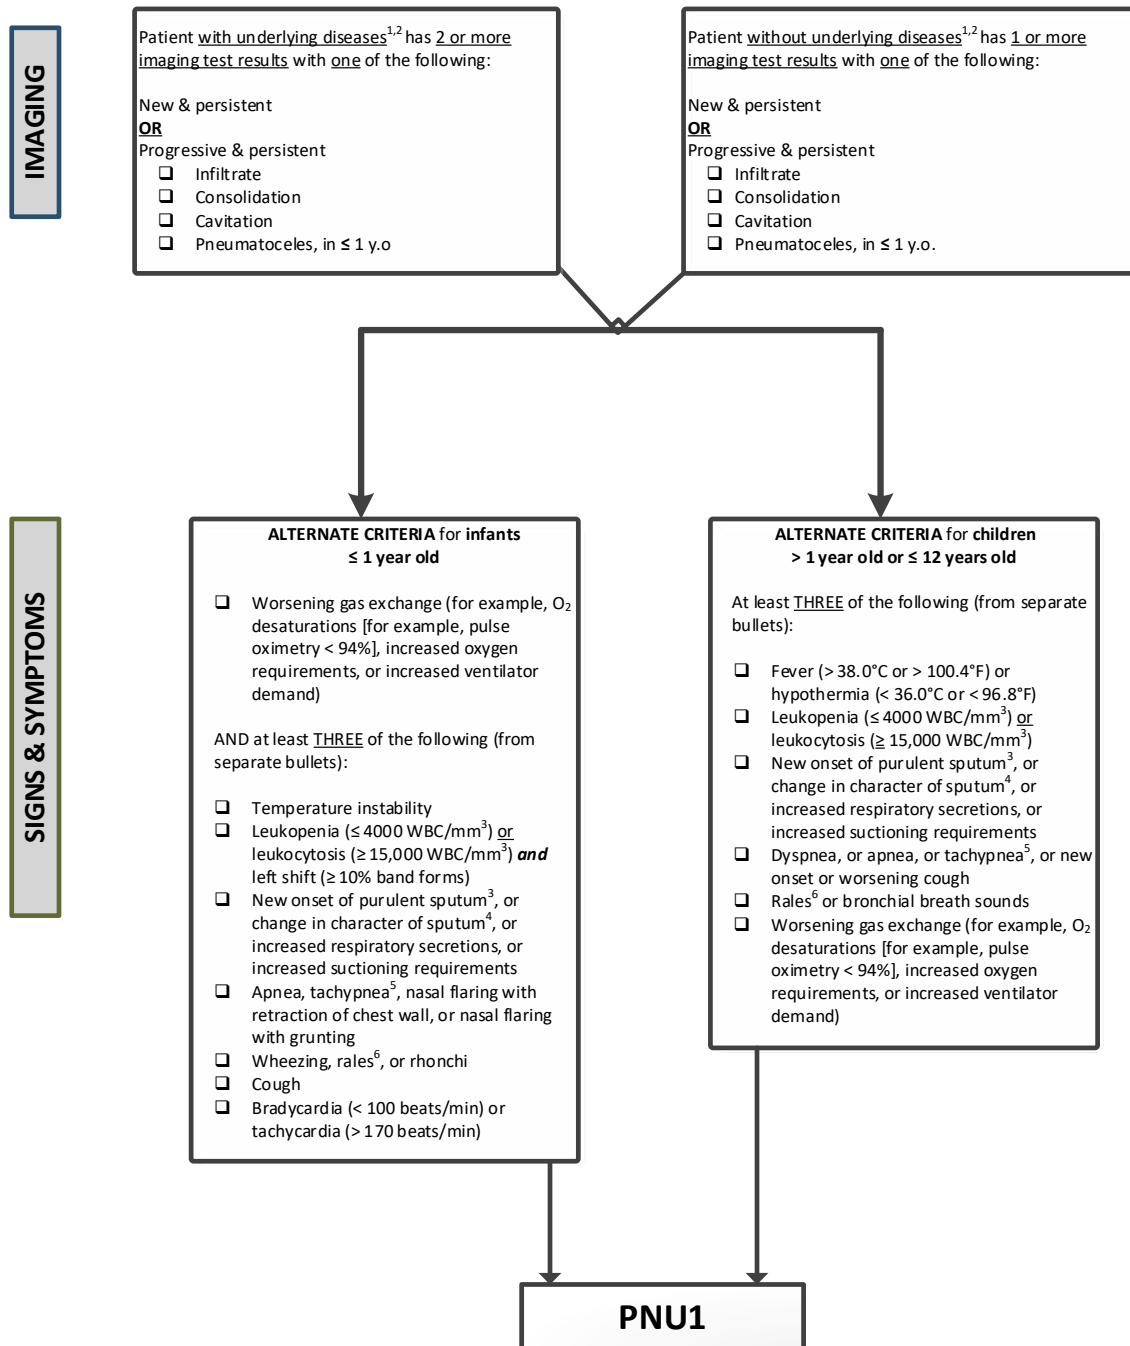 IMAGING
Patient with underlying diseases1,2 has 2 or more
imaging test results with one of the following:
New & persistent
OR
Progressive & persistent
❑ Infiltrate
❑ Consolidation
❑ Cavitation
❑ Pneumatoceles, in ≤ 1 y.o
Patient without underlying diseases1,2 has 1 or more
imaging test results with one of the following:
New & persistent
OR
Progressive & persistent
❑ Infiltrate
❑ Consolidation
❑ Cavitation
❑ Pneumatoceles, in ≤ 1 y.o.
SIGNS & SYMPTOMS
ALTERNATE CRITERIA for infants
≤ 1 year old
❑ Worsening gas exchange (for example, O2
desaturations [for example, pulse
oximetry < 94%], increased oxygen
requirements, or increased ventilator
demand)
AND at least THREE of the following (from
separate bullets):
❑ Temperature instability
❑ Leukopenia (≤ 4000 WBC/mm3) or
leukocytosis (≥ 15,000 WBC/mm3) and
left shift (≥ 10% band forms)
❑ New onset of purulent sputum3, or
change in character of sputum4, or
increased respiratory secretions, or
increased suctioning requirements
❑ Apnea, tachypnea5, nasal flaring with
retraction of chest wall, or nasal flaring
with grunting
❑ Wheezing, rales6, or rhonchi
❑ Cough
❑ Bradycardia (< 100 beats/min) or
tachycardia (> 170 beats/min)
ALTERNATE CRITERIA for children
> 1 year old or ≤ 12 years old
At least THREE of the following (from separate
bullets):
❑ Fever (> 38.0°C or > 100.4°F) or
hypothermia (< 36.0°C or < 96.8°F)
❑ Leukopenia (≤ 4000 WBC/mm3) or
leukocytosis (≥ 15,000 WBC/mm3)
❑ New onset of purulent sputum3, or
change in character of sputum4, or
increased respiratory secretions, or
increased suctioning requirements
❑ Dyspnea, or apnea, or tachypnea5, or new
onset or worsening cough
❑ Rales6 or bronchial breath sounds
❑ Worsening gas exchange (for example, O2
desaturations [for example, pulse
oximetry < 94%], increased oxygen
requirements, or increased ventilator
demand)
PNU1